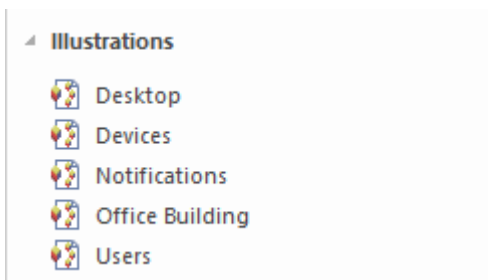 Illustrations
Desktop
Devices
Notifications
Office Building
Users